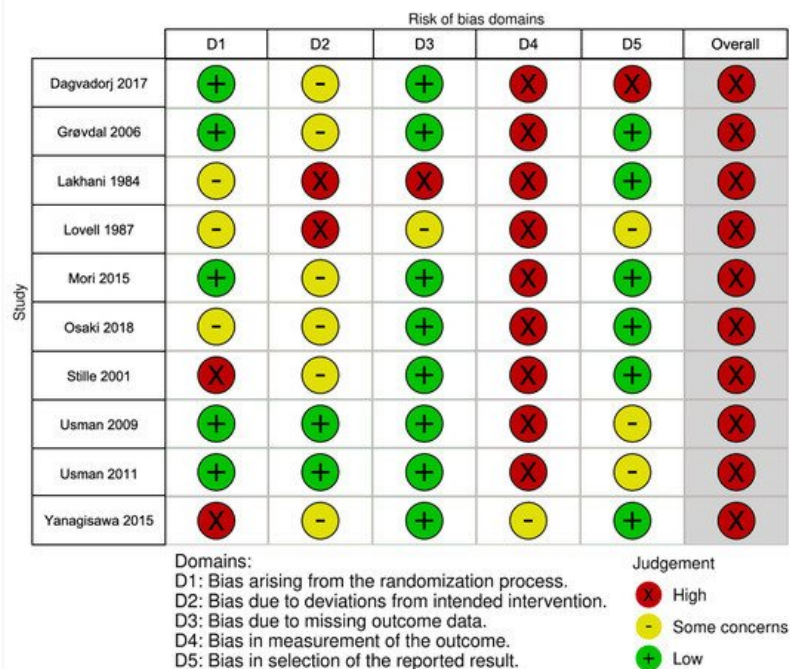 Risk of bias domains
D1 D2 D3 D4 D5 Overall
Study
Dagvadorj 2017 + - + X X X
Grøvdal 2006 + - + X + X
Lakhani 1984 - X X X + X
Lovell 1987 - X - X - X
Mori 2015 + - + X + X
Osaki 2018 - - + X + X
Stille 2001 X - + X + X
Usman 2009 + + + X - X
Usman 2011 + + + X - X
Yanagisawa 2015 X - + - + X
Domains:
D1: Bias arising from the randomization process.
D2: Bias due to deviations from intended intervention.
D3: Bias due to missing outcome data.
D4: Bias in measurement of the outcome.
D5: Bias in selection of the reported result.
Judgement
X High
- Some concerns
+ Low